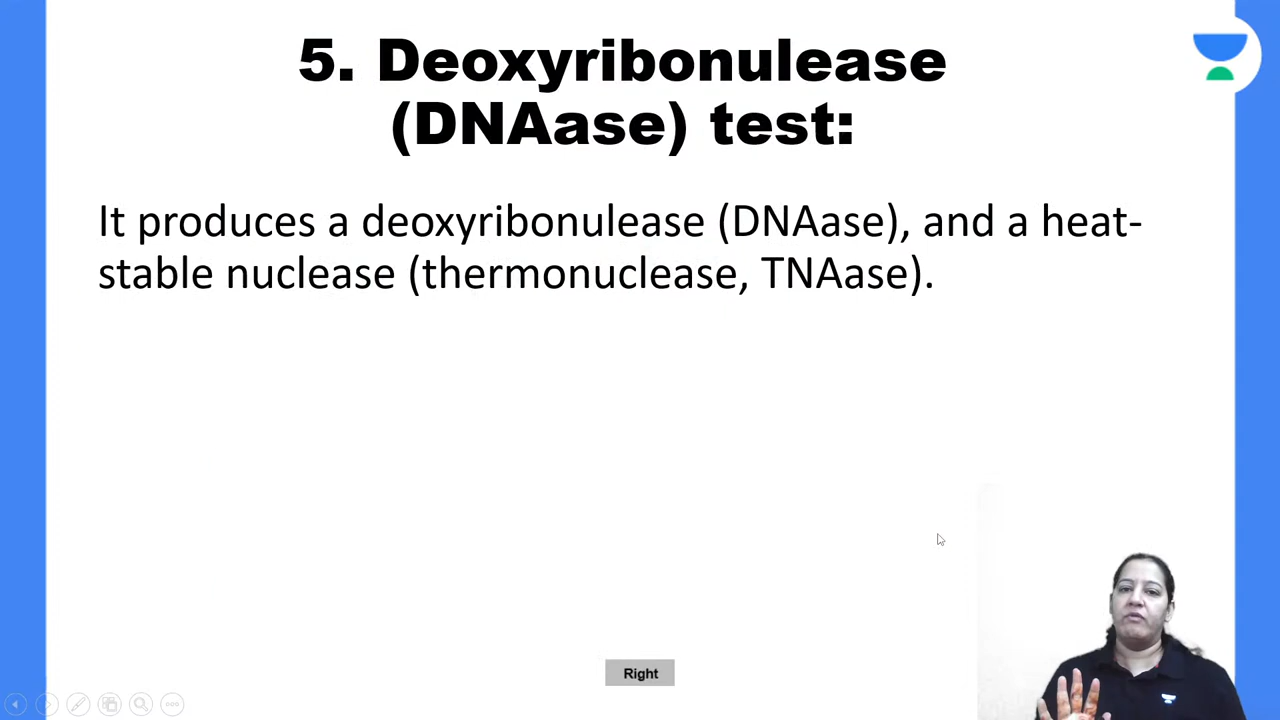 5. Deoxyribonulease
(DNAase) test:
It produces a deoxyribonulease (DNAase), and a heat-
stable nuclease (thermonuclease, TNAase).
Right